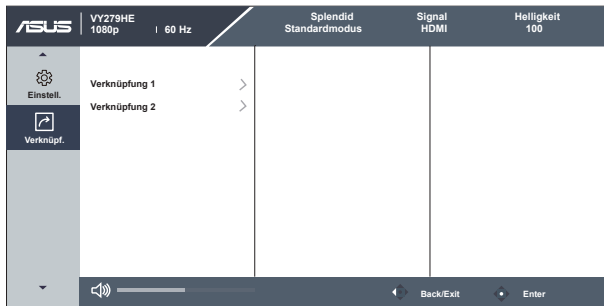 ASUS
VY279HE
1080p | 60 Hz
Splendid
Standardmodus
Signal
HDMI
Helligkeit
100
Einstell.
Verknüpf.
Verknüpfung 1
Verknüpfung 2
Back/Exit
Enter